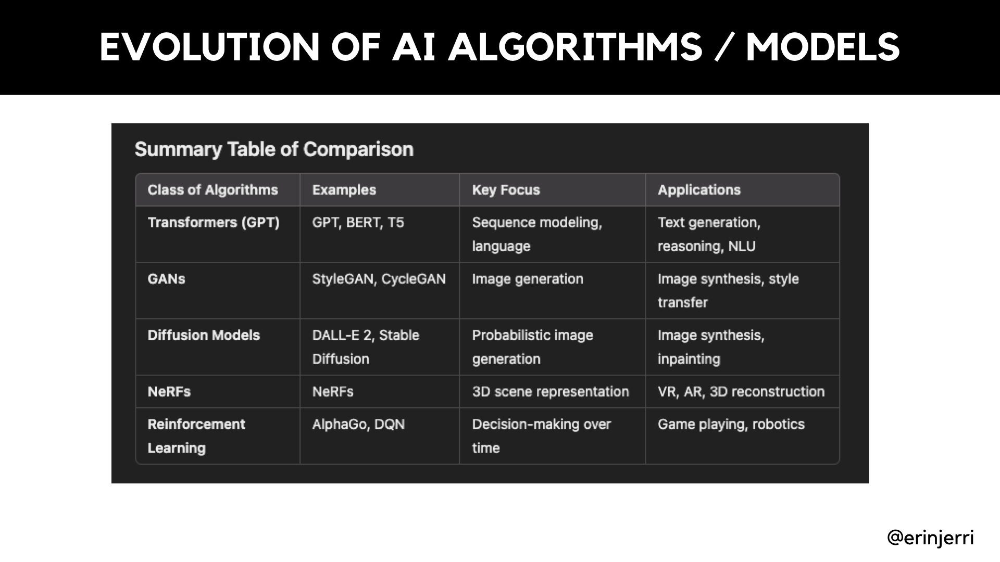 EVOLUTION OF AI ALGORITHMS / MODELS
Summary Table of Comparison
Class of Algorithms Examples Key Focus Applications
Transformers (GPT) GPT, BERT, T5 Sequence modeling, Text generation,
language reasoning, NLU
GANs StyleGAN, CycleGAN Image generation Image synthesis, style
transfer
Diffusion Models DALL-E 2, Stable Probabilistic image Image synthesis,
Diffusion generation inpainting
NeRFs NeRFs 3D scene representation VR, AR, 3D reconstruction
Reinforcement AlphaGo, DQN Decision-making over Game playing, robotics
Learning time
@erinjerri